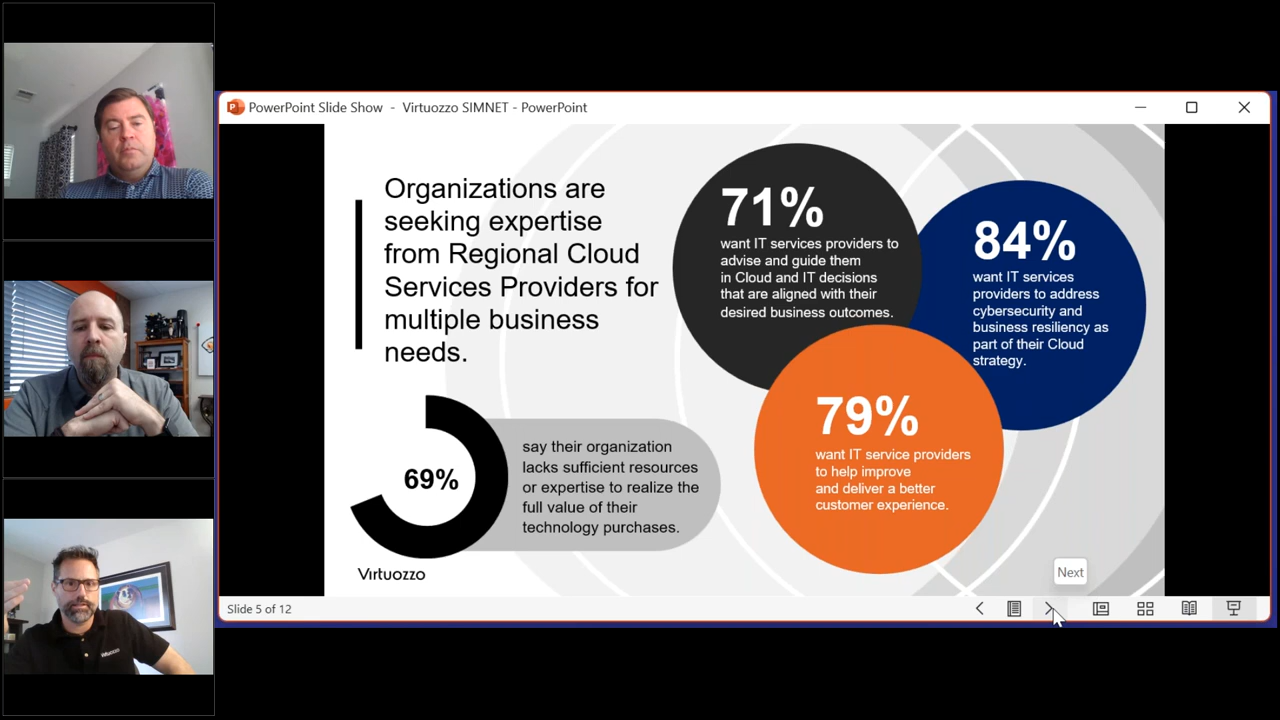 PowerPoint Slide Show - Virtuozzo SIMNET - PowerPoint
Organizations are
seeking expertise
from Regional Cloud
Services Providers for
multiple business
needs.
69%
say their organization
lacks sufficient resources
or expertise to realize the
full value of their
technology purchases.
71%
want IT services providers to
advise and guide them
in Cloud and IT decisions
that are aligned with their
desired business outcomes.
84%
want IT services
providers to address
cybersecurity and
business resiliency as
part of their Cloud
strategy.
79%
want IT service providers
to help improve
and deliver a better
customer experience.
Virtuozzo
Next
Slide 5 of 12